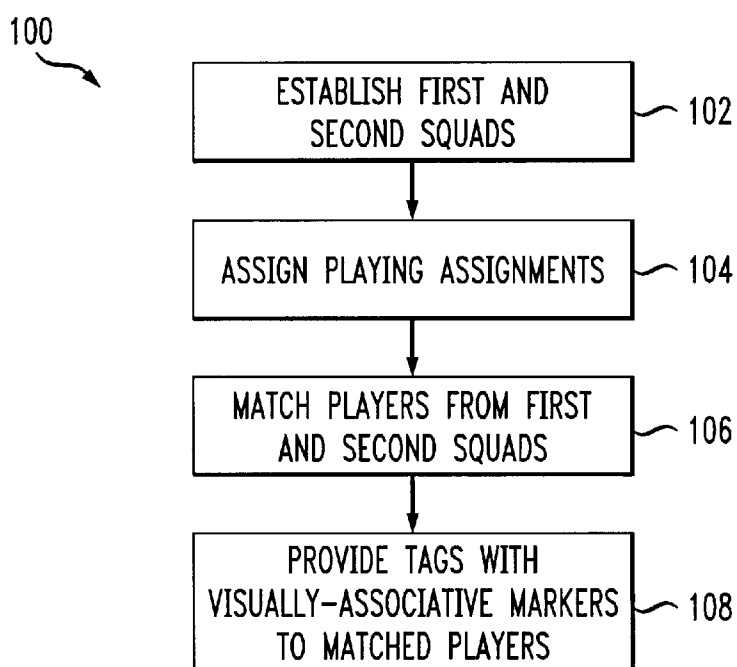 100
ESTABLISH FIRST AND
SECOND SQUADS
102
ASSIGN PLAYING ASSIGNMENTS
104
MATCH PLAYERS FROM FIRST
AND SECOND SQUADS
106
PROVIDE TAGS WITH
VISUALLY-ASSOCIATIVE MARKERS
TO MATCHED PLAYERS
108